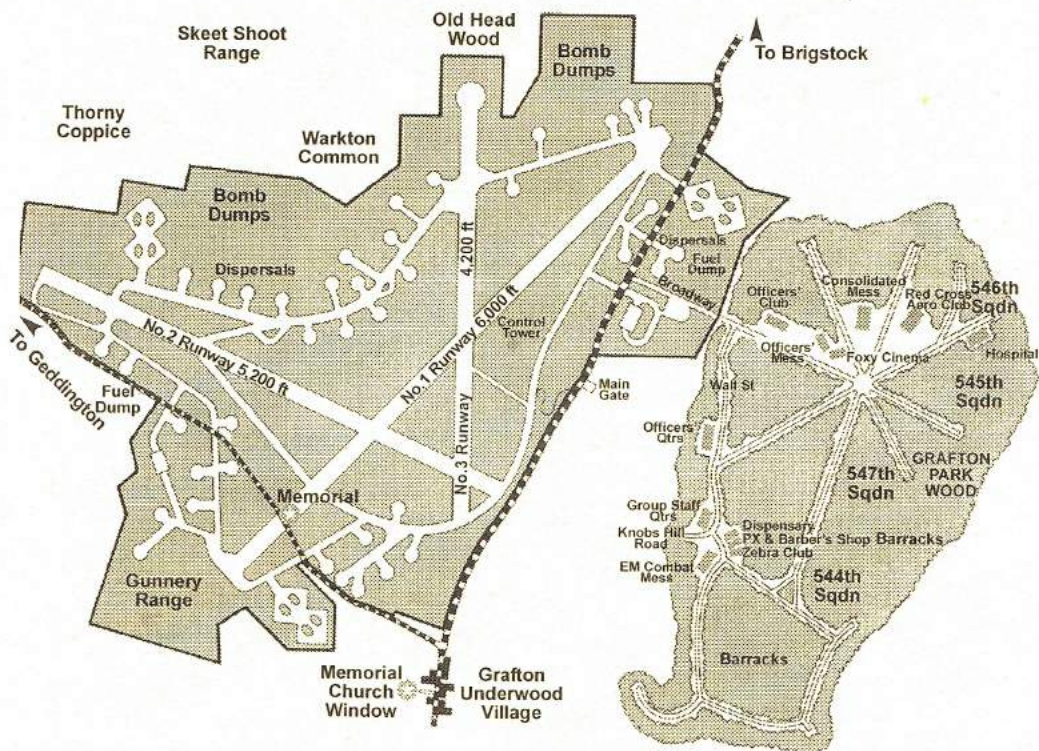 Skeet Shoot
Range
Old Head
Wood
Bomb
Dumps
To Brigstock
Thorny
Coppice
Warkton
Common
Bomb
Dumps
Dispersals
4,200 ft
No.3 Runway
No.1 Runway 6,000 ft
No.2 Runway 5,200 ft
Control
Tower
Dispersals
Fuel
Dump
Broadway
To Geddington
Fuel
Dump
Main
Gate
Memorial
Gunnery
Range
Memorial
Church
Window
Grafton
Underwood
Village
Officers'
Club
Consolidated
Mess
Red Cross
Aero Club
546th
Sqdn
Officers'
Mess
Foxy Cinema
Hospital
Wall St
545th
Sqdn
Officers'
Qtrs
547th
Sqdn
GRAFTON
PARK
WOOD
Group Staff
Qtrs
Knobs Hill
Road
Dispensary
PX & Barber's Shop
Zebra Club
Barracks
EM Combat
Mess
544th
Sqdn
Barracks